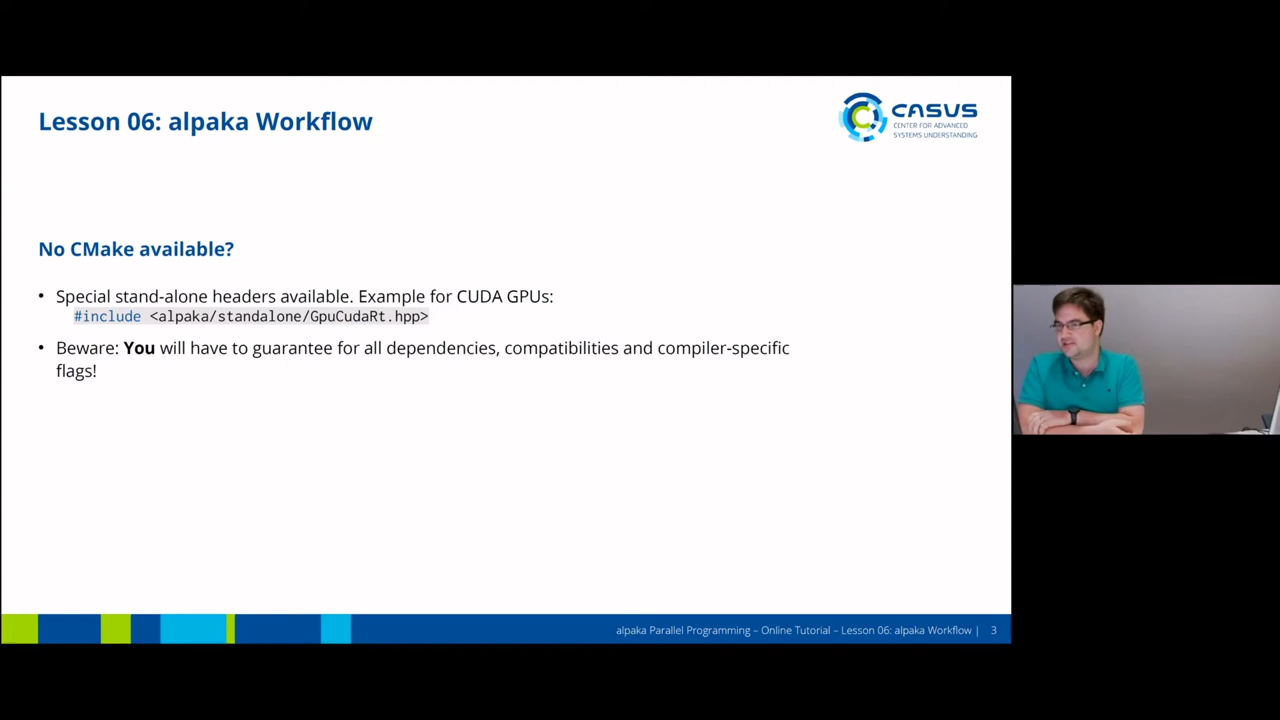 Lesson 06: alpaka Workflow
CASUS
CENTER FOR ADVANCED
SYSTEMS UNDERSTANDING
No CMake available?
• Special stand-alone headers available. Example for CUDA GPUs:
#include <alpaka/standalone/GpuCudaRt.hpp>
• Beware: You will have to guarantee for all dependencies, compatibilities and compiler-specific
flags!
alpaka Parallel Programming – Online Tutorial – Lesson 06: alpaka Workflow | 3